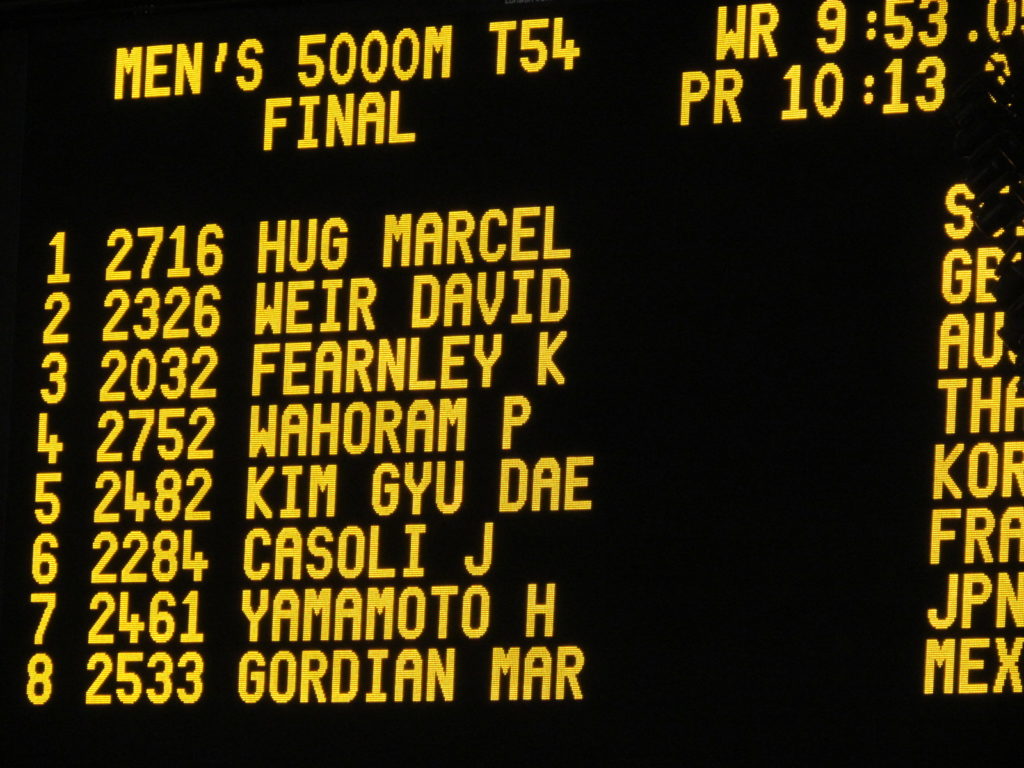 MEN'S 5000M T54 WR 9:53.05
FINAL PR 10:13
1 2716 HUG MARCEL
2 2326 WEIR DAVID
3 2032 FEARNLEY K
4 2752 WAHORAM P THA
5 2482 KIM GYU DAE KOR
6 2284 CASOLI J FRA
7 2461 YAMAMOTO H JPN
8 2533 GORDIAN MAR MEX